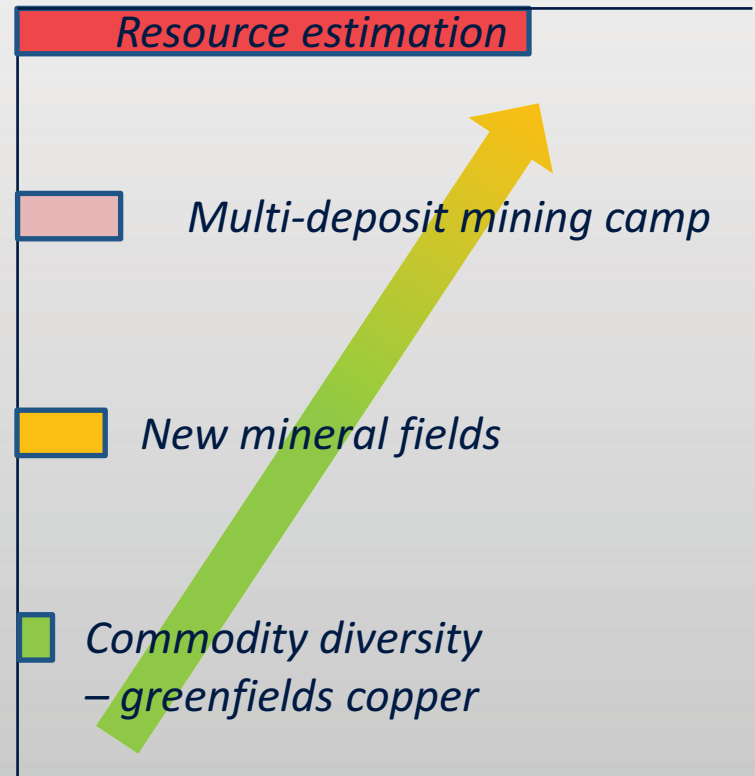 Resource estimation
Multi-deposit mining camp
New mineral fields
Commodity diversity
– greenfields copper